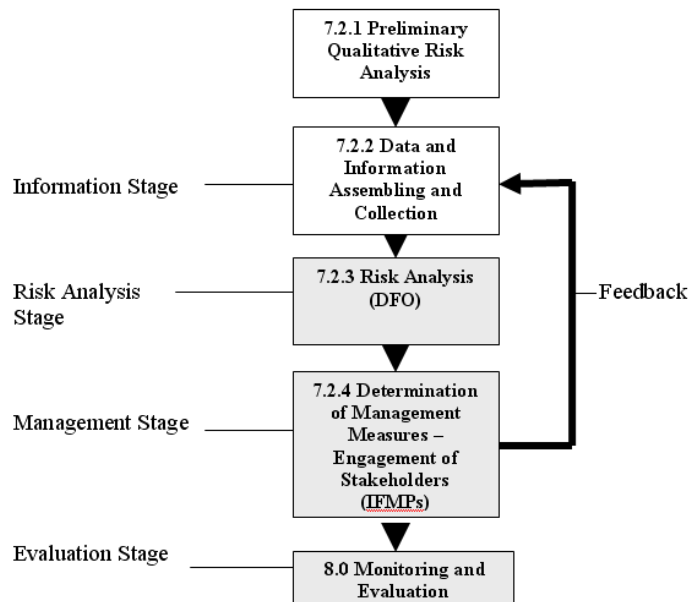 7.2.1 Preliminary
Qualitative Risk
Analysis
7.2.2 Data and
Information
Assembling and
Collection
Information Stage
7.2.3 Risk Analysis
(DFO)
Risk Analysis
Stage
Feedback
7.2.4 Determination
of Management
Measures –
Engagement of
Stakeholders
(IFMPs)
Management Stage
Evaluation Stage
8.0 Monitoring and
Evaluation